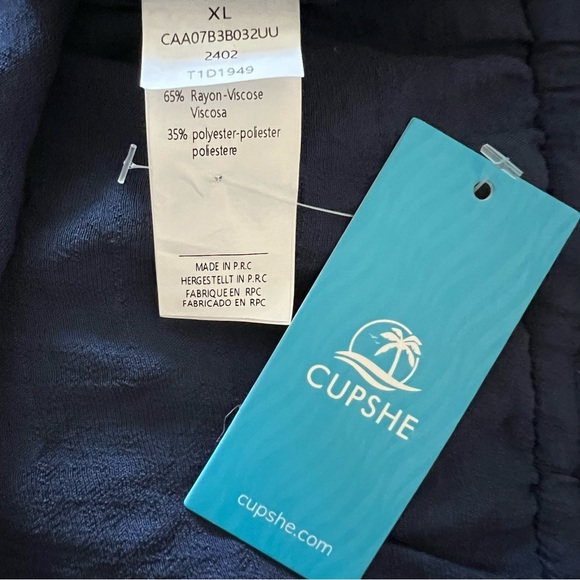 XL
CAA07B3B032UU
2402
T1D1949
65% Rayon-Viscose
Viscosa
35% polyester-poliester
poliestere
MADE IN P.R.C
HERGESTELLT IN P.R.C
FABRIQUE EN RPC
FABRICADO EN RPC
CUPSHE
cupshe.com